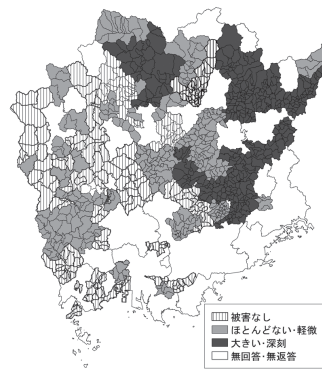 被害なし
ほとんどない・軽微
大きい・深刻
無回答・無返答